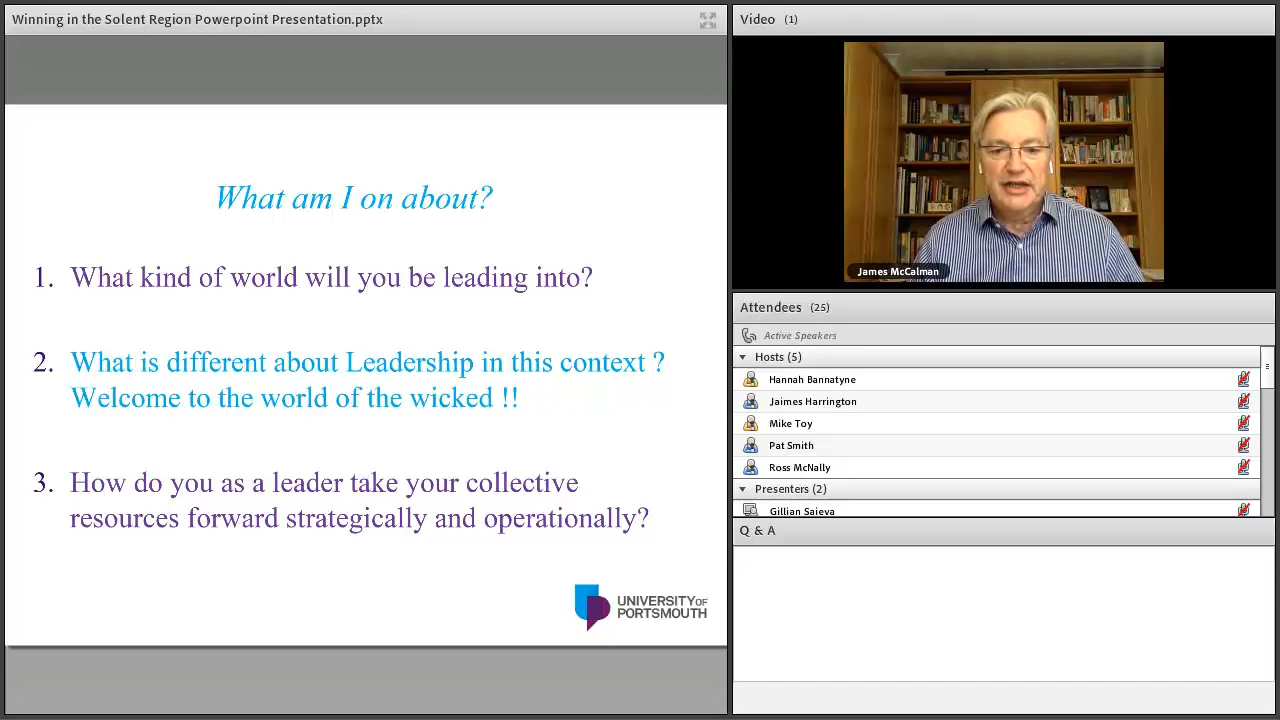 Winning in the Solent Region Powerpoint Presentation.pptx
What am I on about?
1. What kind of world will you be leading into?
2. What is different about Leadership in this context ?
Welcome to the world of the wicked !!
3. How do you as a leader take your collective
resources forward strategically and operationally?
UNIVERSITY OF
PORTSMOUTH
Video (1)
James McCalman
Attendees (25)
Active Speakers
Hosts (5)
Hannah Bannatyne
Jaimes Harrington
Mike Toy
Pat Smith
Ross McNally
Presenters (2)
Gillian Saieva
Q & A